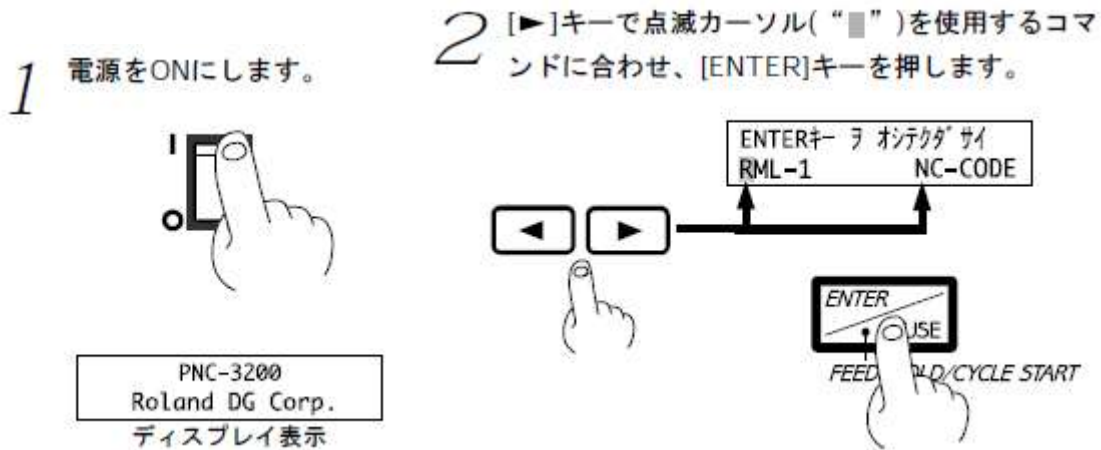 1 電源をONにします。
I
O
PNC-3200
Roland DG Corp.
ディスプレイ表示
2 [►]キーで点滅カーソル( “█” )を使用するコマ
ンドに合わせ、[ENTER]キーを押します。
ENTERキー ヲ オシテクダサイ
RML-1 NC-CODE
◄ ►
ENTER
FEED /CYCLE START